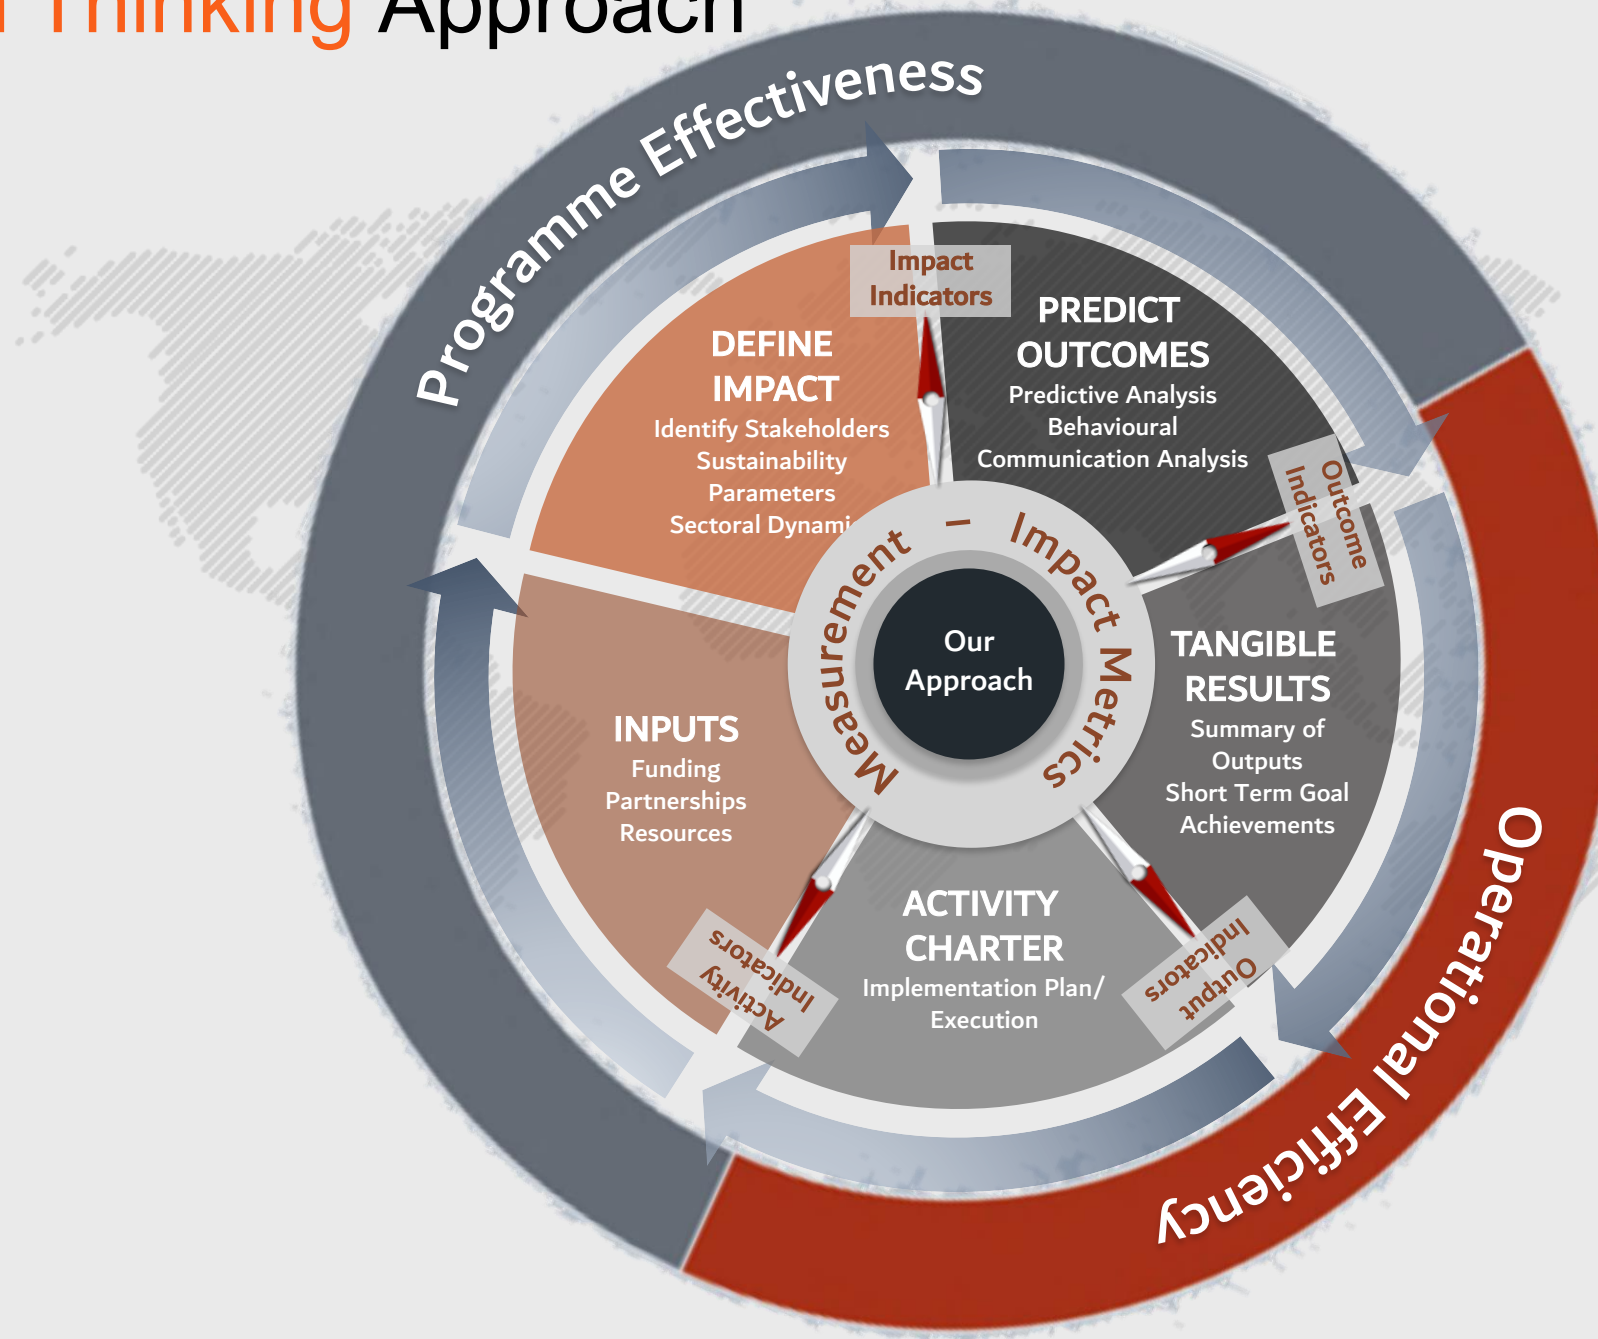 Thinking Approach
Programme Effectiveness
Impact
Indicators
DEFINE
IMPACT
Identify Stakeholders
Sustainability
Parameters
PREDICT
OUTCOMES
Predictive Analysis
Behavioural
Communication Analysis
Outcome
Indicators
Sectoral
Measurement – Impact Metrics
Our
Approach
TANGIBLE
RESULTS
Summary of
Outputs
Short Term Goal
Achievements
INPUTS
Funding
Partnerships
Resources
ACTIVITY
CHARTER
Implementation Plan/
Execution
Activity
Indicators
Output
Indicators
Operational Efficiency